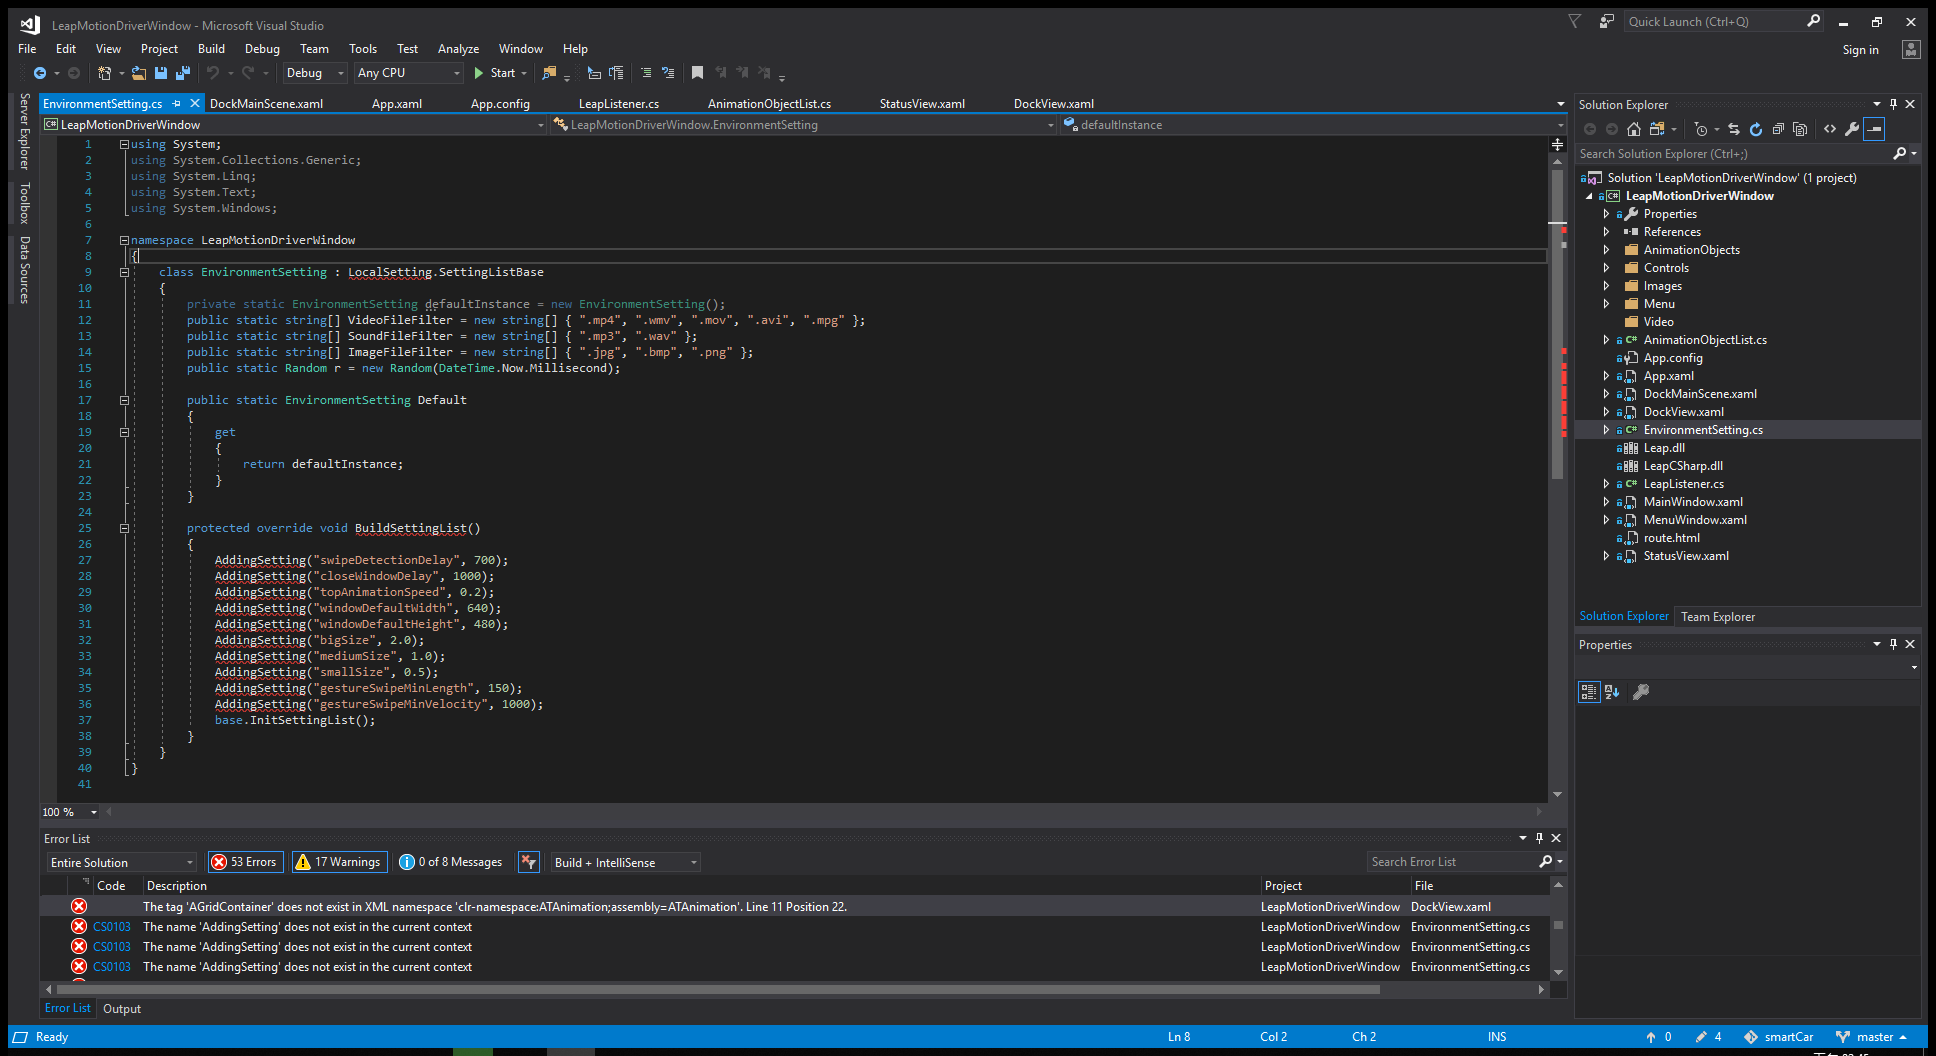 LeapMotionDriverWindow - Microsoft Visual Studio
Quick Launch (Ctrl+Q)
File Edit View Project Build Debug Team Tools Test Analyze Window Help
Sign in
Debug Any CPU Start
Server Explorer
Toolbox
Data Sources
EnvironmentSetting.cs DockMainScene.xaml App.xaml App.config LeapListener.cs AnimationObjectList.cs StatusView.xaml DockView.xaml
LeapMotionDriverWindow LeapMotionDriverWindow.EnvironmentSetting defaultInstance
1 using System;
2 using System.Collections.Generic;
3 using System.Linq;
4 using System.Text;
5 using System.Windows;
6
7 namespace LeapMotionDriverWindow
8 {
9 class EnvironmentSetting : LocalSetting.SettingListBase
10 {
11 private static EnvironmentSetting defaultInstance = new EnvironmentSetting();
12 public static string[] VideoFileFilter = new string[] { ".mp4", ".wmv", ".mov", ".avi", ".mpg" };
13 public static string[] SoundFileFilter = new string[] { ".mp3", ".wav" };
14 public static string[] ImageFileFilter = new string[] { ".jpg", ".bmp", ".png" };
15 public static Random r = new Random(DateTime.Now.Millisecond);
16
17 public static EnvironmentSetting Default
18 {
19 get
20 {
21 return defaultInstance;
22 }
23 }
24
25 protected override void BuildSettingList()
26 {
27 AddingSetting("swipeDetectionDelay", 700);
28 AddingSetting("closeWindowDelay", 1000);
29 AddingSetting("topAnimationSpeed", 0.2);
30 AddingSetting("windowDefaultWidth", 640);
31 AddingSetting("windowDefaultHeight", 480);
32 AddingSetting("bigSize", 2.0);
33 AddingSetting("mediumSize", 1.0);
34 AddingSetting("smallSize", 0.5);
35 AddingSetting("gestureSwipeMinLength", 150);
36 AddingSetting("gestureSwipeMinVelocity", 1000);
37 base.InitSettingList();
38 }
39 }
40 }
41
100 %
Solution Explorer
Search Solution Explorer (Ctrl+;)
Solution 'LeapMotionDriverWindow' (1 project)
LeapMotionDriverWindow
Properties
References
AnimationObjects
Controls
Images
Menu
Video
AnimationObjectList.cs
App.config
App.xaml
DockMainScene.xaml
DockView.xaml
EnvironmentSetting.cs
Leap.dll
LeapCSharp.dll
LeapListener.cs
MainWindow.xaml
MenuWindow.xaml
route.html
StatusView.xaml
Solution Explorer Team Explorer
Properties
Error List
Entire Solution 53 Errors 17 Warnings 0 of 8 Messages Build + IntelliSense Search Error List
Code Description Project File
The tag 'AGridContainer' does not exist in XML namespace 'clr-namespace:ATAnimation;assembly=ATAnimation'. Line 11 Position 22. LeapMotionDriverWindow DockView.xaml
CS0103 The name 'AddingSetting' does not exist in the current context LeapMotionDriverWindow EnvironmentSetting.cs
CS0103 The name 'AddingSetting' does not exist in the current context LeapMotionDriverWindow EnvironmentSetting.cs
CS0103 The name 'AddingSetting' does not exist in the current context LeapMotionDriverWindow EnvironmentSetting.cs
Error List Output
Ready Ln 8 Col 2 Ch 2 INS 0 4 smartCar master